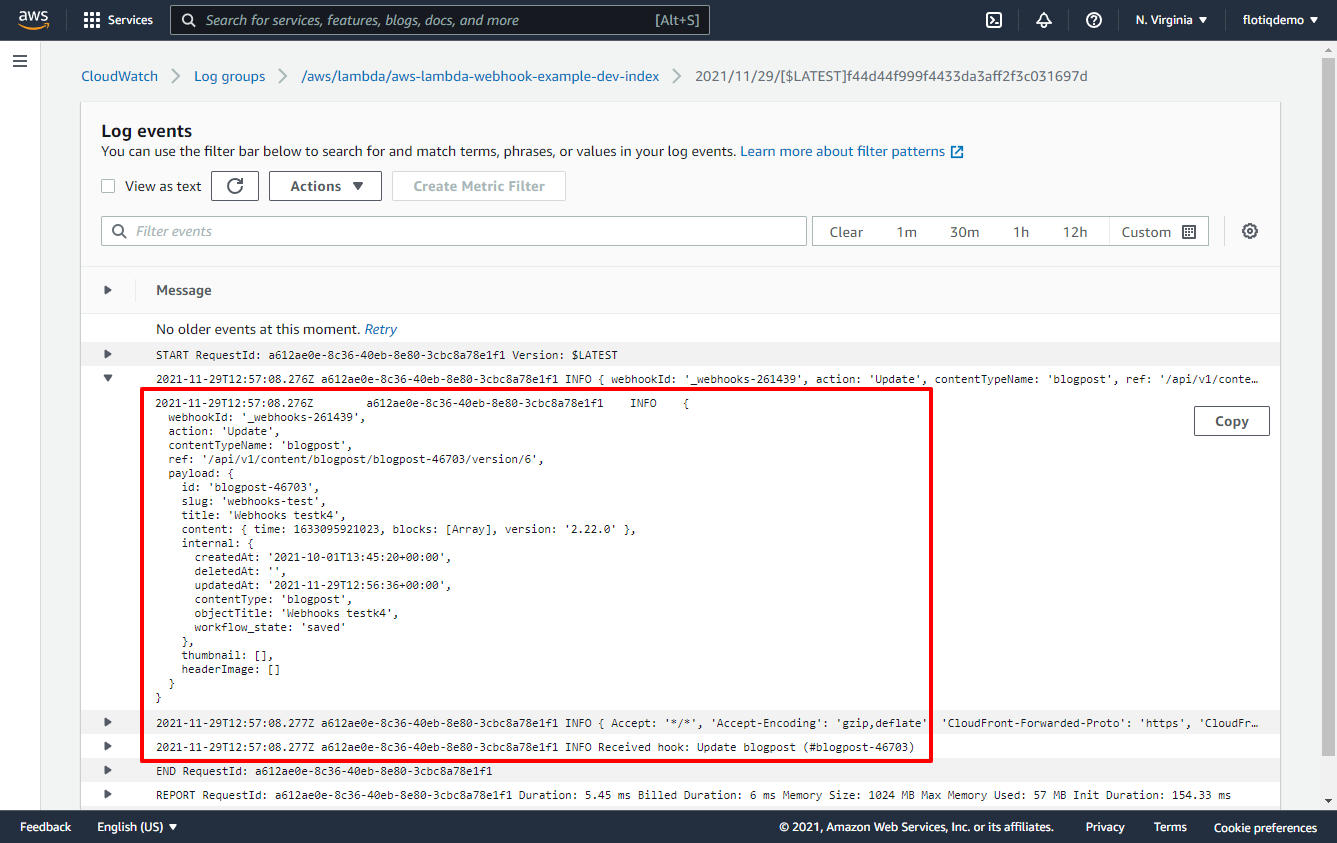 aws Services Search for services, features, blogs, docs, and more [Alt+S] N. Virginia ▼ flotiqdemo ▼
CloudWatch > Log groups > /aws/lambda/aws-lambda-webhook-example-dev-index > 2021/11/29/[$LATEST]f44d44f999f4433da3aff2f3c031697d
Log events
You can use the filter bar below to search for and match terms, phrases, or values in your log events. Learn more about filter patterns
View as text Actions ▼ Create Metric Filter
Filter events Clear 1m 30m 1h 12h Custom
Message
No older events at this moment. Retry
START RequestId: a612ae0e-8c36-40eb-8e80-3cbc8a78e1f1 Version: $LATEST
2021-11-29T12:57:08.276Z a612ae0e-8c36-40eb-8e80-3cbc8a78e1f1 INFO { webhookId: '_webhooks-261439', action: 'Update', contentTypeName: 'blogpost', ref: '/api/v1/conte…
2021-11-29T12:57:08.276Z a612ae0e-8c36-40eb-8e80-3cbc8a78e1f1 INFO {
Copy
webhookId: '_webhooks-261439',
action: 'Update',
contentTypeName: 'blogpost',
ref: '/api/v1/content/blogpost/blogpost-46703/version/6',
payload: {
id: 'blogpost-46703',
slug: 'webhooks-test',
title: 'Webhooks testk4',
content: { time: 1633095921023, blocks: [Array], version: '2.22.0' },
internal: {
createdAt: '2021-10-01T13:45:20+00:00',
deletedAt: '',
updatedAt: '2021-11-29T12:56:36+00:00',
contentType: 'blogpost',
objectTitle: 'Webhooks testk4',
workflow_state: 'saved'
},
thumbnail: [],
headerImage: []
}
}
2021-11-29T12:57:08.277Z a612ae0e-8c36-40eb-8e80-3cbc8a78e1f1 INFO { Accept: '*/*', 'Accept-Encoding': 'gzip,deflate' 'CloudFront-Forwarded-Proto': 'https', 'CloudFr…
2021-11-29T12:57:08.277Z a612ae0e-8c36-40eb-8e80-3cbc8a78e1f1 INFO Received hook: Update blogpost (#blogpost-46703)
END RequestId: a612ae0e-8c36-40eb-8e80-3cbc8a78e1f1
REPORT RequestId: a612ae0e-8c36-40eb-8e80-3cbc8a78e1f1 Duration: 5.45 ms Billed Duration: 6 ms Memory Size: 1024 MB Max Memory Used: 57 MB Init Duration: 154.33 ms
Feedback English (US) ▼ © 2021, Amazon Web Services, Inc. or its affiliates. Privacy Terms Cookie preferences